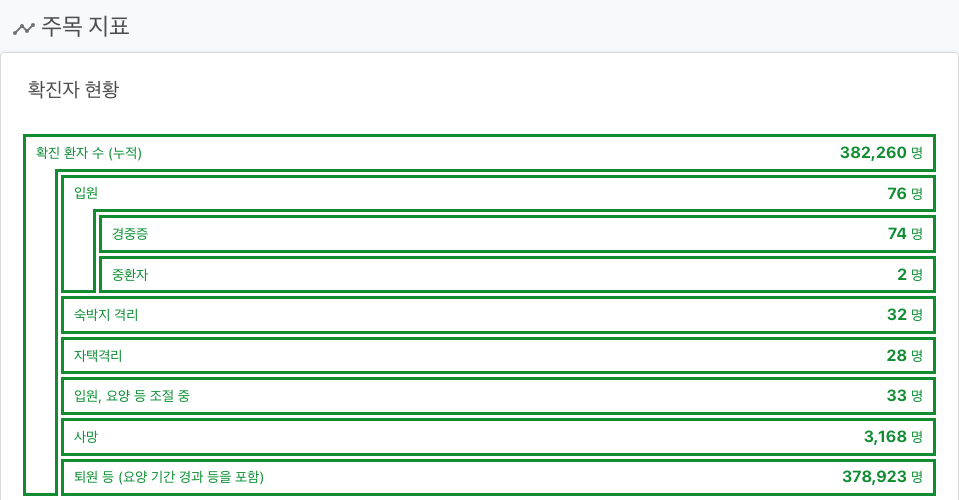 주목 지표
확진자 현황
확진 환자 수 (누적) 382,260 명
입원 76 명
경중증 74 명
중환자 2 명
숙박지 격리 32 명
자택격리 28 명
입원, 요양 등 조절 중 33 명
사망 3,168 명
퇴원 등 (요양 기간 경과 등을 포함) 378,923 명